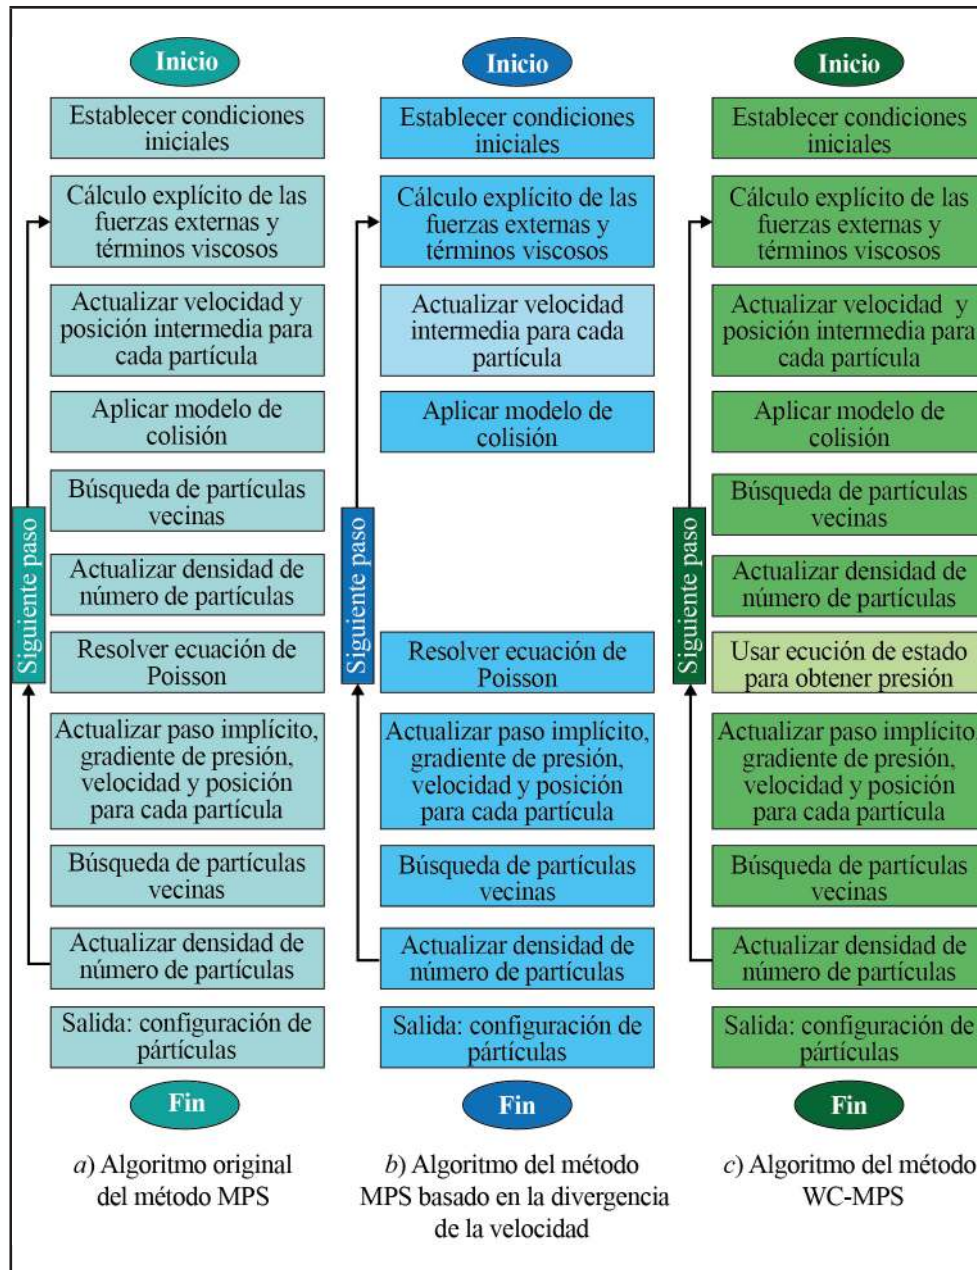 Inicio
Establecer condiciones
iniciales
Cálculo explícito de las
fuerzas externas y
términos viscosos
Actualizar velocidad y
posición intermedia para
cada partícula
Aplicar modelo de
colisión
Búsqueda de partículas
vecinas
Actualizar densidad de
número de partículas
Resolver ecuación de
Poisson
Actualizar paso implícito,
gradiente de presión,
velocidad y posición
para cada partícula
Búsqueda de partículas
vecinas
Actualizar densidad de
número de partículas
Salida: configuración de
pártículas
Fin
Siguiente paso
a) Algoritmo original
del método MPS
Inicio
Establecer condiciones
iniciales
Cálculo explícito de las
fuerzas externas y
términos viscosos
Actualizar velocidad
intermedia para cada
partícula
Aplicar modelo de
colisión
Resolver ecuación de
Poisson
Actualizar paso implícito,
gradiente de presión,
velocidad y posición
para cada partícula
Búsqueda de partículas
vecinas
Actualizar densidad de
número de partículas
Salida: configuración de
pártículas
Fin
Siguiente paso
b) Algoritmo del método
MPS basado en la divergencia
de la velocidad
Inicio
Establecer condiciones
iniciales
Cálculo explícito de las
fuerzas externas y
términos viscosos
Actualizar velocidad y
posición intermedia para
cada partícula
Aplicar modelo de
colisión
Búsqueda de partículas
vecinas
Actualizar densidad de
número de partículas
Usar ecución de estado
para obtener presión
Actualizar paso implícito,
gradiente de presión,
velocidad y posición
para cada partícula
Búsqueda de partículas
vecinas
Actualizar densidad de
número de partículas
Salida: configuración de
pártículas
Fin
Siguiente paso
c) Algoritmo del método
WC-MPS